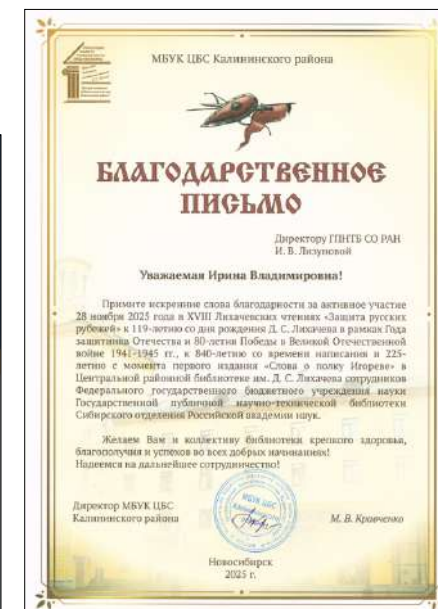 МБУК ЦБС Калининского района
БЛАГОДАРСТВЕННОЕ
ПИСЬМО
Директору ГПНТБ СО РАН
И. В. Лизуновой
Уважаемая Ирина Владимировна!
Примите искренние слова благодарности за активное участие
28 ноября 2025 года в XVIII Лихачевских чтениях «Защита русских
рубежей» к 119-летию со дня рождения Д. С. Лихачева в рамках Года
защитника Отечества и 80-летия Победы в Великой Отечественной
войне 1941-1945 гг., к 840-летию со времени написания и 225-
летию с момента первого издания «Слова о полку Игореве» в
Центральной районной библиотеке им. Д. С. Лихачева сотрудников
Федерального государственного бюджетного учреждения науки
Государственной публичной научно-технической библиотеки
Сибирского отделения Российской академии наук.
Желаем Вам и коллективу библиотеки крепкого здоровья,
благополучия и успехов во всех добрых начинаниях!
Надеемся на дальнейшее сотрудничество!
Директор МБУК ЦБС
Калининского района
МБУК ЦБС
М. В. Кравченко
Новосибирск
2025 г.